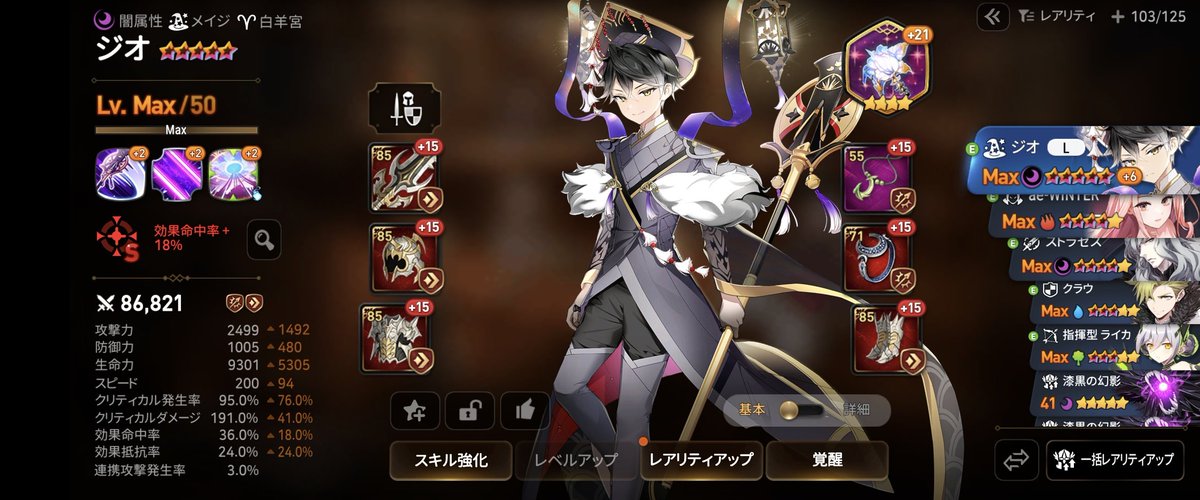 闇属性 メイジ 白羊宮
ジオ
Lv. Max/50
Max
+2 +2 +2
効果命中率 +
18%
S
86,821
攻撃力 2499 1492
防御力 1005 480
生命力 9301 5305
スピード 200 94
クリティカル発生率 95.0% 76.0%
クリティカルダメージ 191.0% 41.0%
効果命中率 36.0% 18.0%
効果抵抗率 24.0% 24.0%
連携攻撃発生率 3.0%
85 +15
85 +15
85 +15
+21
55 +15
71 +15
85 +15
基本 詳細
スキル強化
レベルアップ
レアリティアップ
覚醒
レアリティ
103/125
E ジオ L
Max +6
E ae-WINTER
Max
E ストラゼス
Max
E クラウ
Max
E 指揮型 ライカ
Max
漆黒の幻影
41
漆黒の幻影
一括レアリティアップ